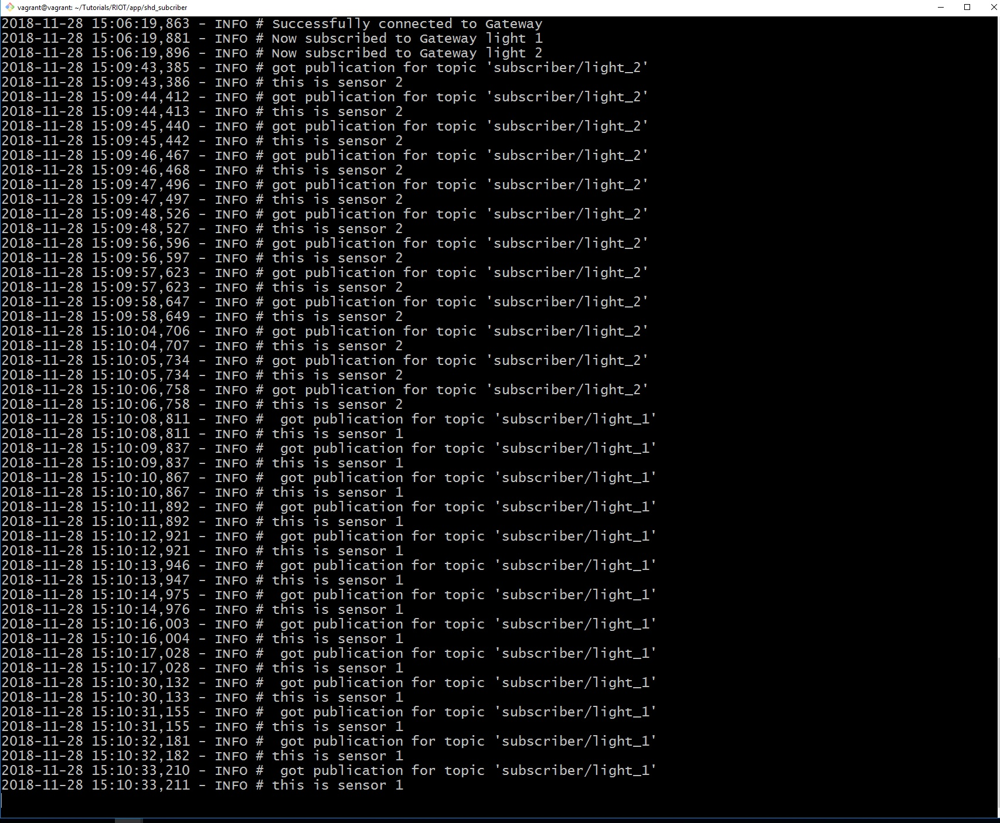 vagrant@vagrant: ~/Tutorials/RIOT/app/shd_subcriber
2018-11-28 15:06:19,863 - INFO # Successfully connected to Gateway
2018-11-28 15:06:19,881 - INFO # Now subscribed to Gateway light 1
2018-11-28 15:06:19,896 - INFO # Now subscribed to Gateway light 2
2018-11-28 15:09:43,385 - INFO # got publication for topic 'subscriber/light_2'
2018-11-28 15:09:43,386 - INFO # this is sensor 2
2018-11-28 15:09:44,412 - INFO # got publication for topic 'subscriber/light_2'
2018-11-28 15:09:44,413 - INFO # this is sensor 2
2018-11-28 15:09:45,440 - INFO # got publication for topic 'subscriber/light_2'
2018-11-28 15:09:45,442 - INFO # this is sensor 2
2018-11-28 15:09:46,467 - INFO # got publication for topic 'subscriber/light_2'
2018-11-28 15:09:46,468 - INFO # this is sensor 2
2018-11-28 15:09:47,496 - INFO # got publication for topic 'subscriber/light_2'
2018-11-28 15:09:47,497 - INFO # this is sensor 2
2018-11-28 15:09:48,526 - INFO # got publication for topic 'subscriber/light_2'
2018-11-28 15:09:48,527 - INFO # this is sensor 2
2018-11-28 15:09:56,596 - INFO # got publication for topic 'subscriber/light_2'
2018-11-28 15:09:56,597 - INFO # this is sensor 2
2018-11-28 15:09:57,623 - INFO # got publication for topic 'subscriber/light_2'
2018-11-28 15:09:57,623 - INFO # this is sensor 2
2018-11-28 15:09:58,647 - INFO # got publication for topic 'subscriber/light_2'
2018-11-28 15:09:58,649 - INFO # this is sensor 2
2018-11-28 15:10:04,706 - INFO # got publication for topic 'subscriber/light_2'
2018-11-28 15:10:04,707 - INFO # this is sensor 2
2018-11-28 15:10:05,734 - INFO # got publication for topic 'subscriber/light_2'
2018-11-28 15:10:05,734 - INFO # this is sensor 2
2018-11-28 15:10:06,758 - INFO # got publication for topic 'subscriber/light_2'
2018-11-28 15:10:06,758 - INFO # this is sensor 2
2018-11-28 15:10:08,811 - INFO #  got publication for topic 'subscriber/light_1'
2018-11-28 15:10:08,811 - INFO # this is sensor 1
2018-11-28 15:10:09,837 - INFO #  got publication for topic 'subscriber/light_1'
2018-11-28 15:10:09,837 - INFO # this is sensor 1
2018-11-28 15:10:10,867 - INFO #  got publication for topic 'subscriber/light_1'
2018-11-28 15:10:10,867 - INFO # this is sensor 1
2018-11-28 15:10:11,892 - INFO #  got publication for topic 'subscriber/light_1'
2018-11-28 15:10:11,892 - INFO # this is sensor 1
2018-11-28 15:10:12,921 - INFO #  got publication for topic 'subscriber/light_1'
2018-11-28 15:10:12,921 - INFO # this is sensor 1
2018-11-28 15:10:13,946 - INFO #  got publication for topic 'subscriber/light_1'
2018-11-28 15:10:13,947 - INFO # this is sensor 1
2018-11-28 15:10:14,975 - INFO #  got publication for topic 'subscriber/light_1'
2018-11-28 15:10:14,976 - INFO # this is sensor 1
2018-11-28 15:10:16,003 - INFO #  got publication for topic 'subscriber/light_1'
2018-11-28 15:10:16,004 - INFO # this is sensor 1
2018-11-28 15:10:17,028 - INFO #  got publication for topic 'subscriber/light_1'
2018-11-28 15:10:17,028 - INFO # this is sensor 1
2018-11-28 15:10:30,132 - INFO #  got publication for topic 'subscriber/light_1'
2018-11-28 15:10:30,133 - INFO # this is sensor 1
2018-11-28 15:10:31,155 - INFO #  got publication for topic 'subscriber/light_1'
2018-11-28 15:10:31,155 - INFO # this is sensor 1
2018-11-28 15:10:32,181 - INFO #  got publication for topic 'subscriber/light_1'
2018-11-28 15:10:32,182 - INFO # this is sensor 1
2018-11-28 15:10:33,210 - INFO #  got publication for topic 'subscriber/light_1'
2018-11-28 15:10:33,211 - INFO # this is sensor 1